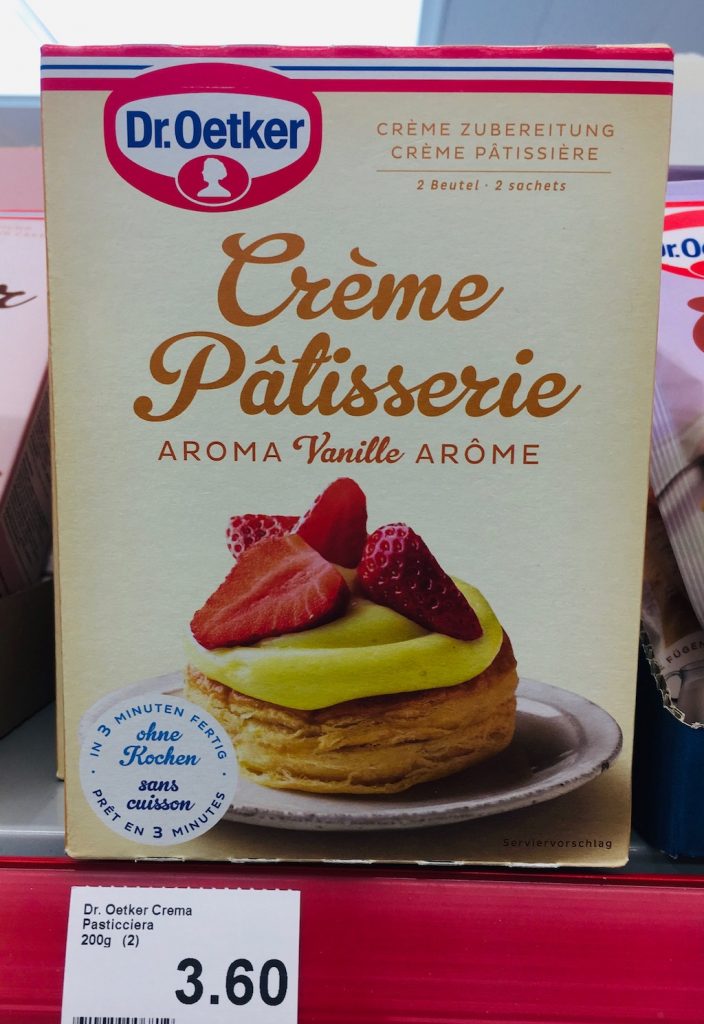 Dr.Oetker
CRÈME ZUBEREITUNG
CRÈME PÂTISSIÈRE
2 Beutel · 2 sachets
Crème
Pâtisserie
AROMA Vanille ARÔME
· IN 3 MINUTEN FERTIG ·
ohne
Kochen
sans
cuisson
PRÊT EN 3 MINUTES
Serviervorschlag
Dr. Oetker Crema
Pasticciera
200g (2)
3.60